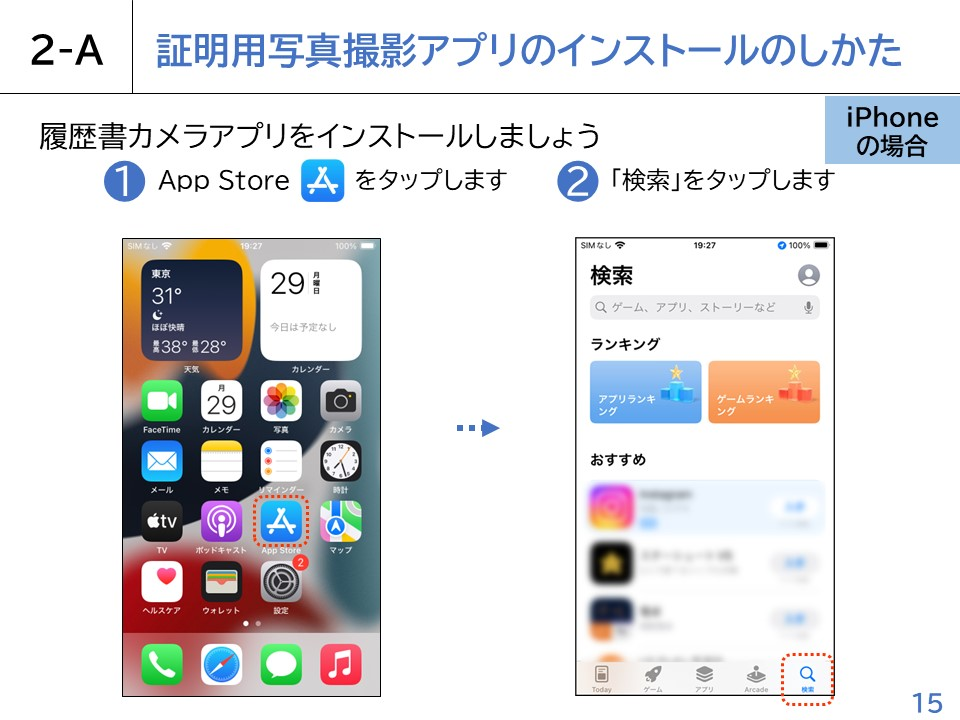 2-A
証明用写真撮影アプリのインストールのしかた
iPhone
の場合
履歴書カメラアプリをインストールしましょう
1 App Store をタップします
2 「検索」をタップします
SIMなし 19:27 100%
東京
31°
ほぼ快晴
最高38° 最低28°
天気
29 月曜日
今日は予定なし
カレンダー
月
29
FaceTime カレンダー 写真 カメラ
メール メモ リマインダー 時計
tv
TV ポッドキャスト App Store マップ
2
ヘルスケア ウォレット 設定
SIMなし 19:27 100%
検索
ゲーム、アプリ、ストーリーなど
ランキング
アプリランキ
ング
ゲームランキ
ング
おすすめ
Instagram
Today ゲーム アプリ Arcade 検索
15